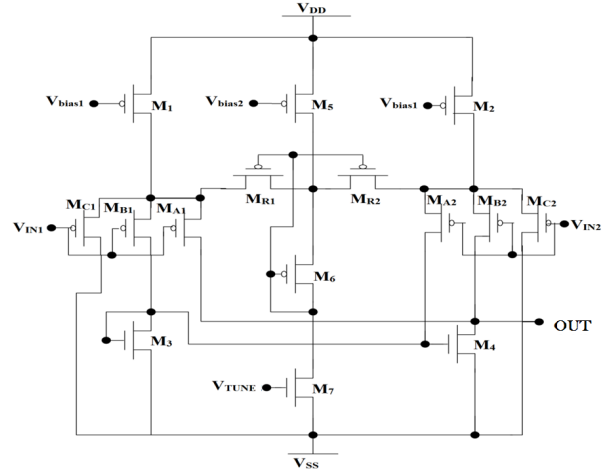 VDD
Vbias1
M1
Vbias2
M5
Vbias1
M2
MR1
MR2
MC1
MB1
MA1
MA2
MB2
MC2
VIN1
VIN2
M6
OUT
M3
M4
VTUNE
M7
VSS